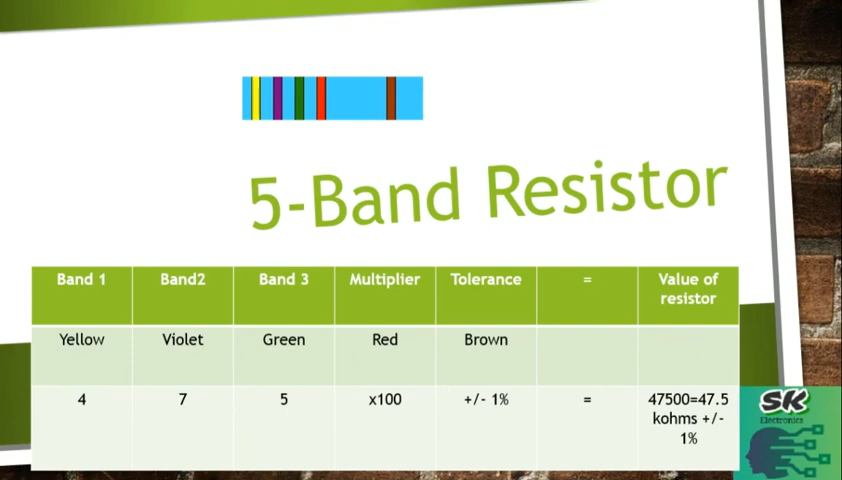 5-Band Resistor
Band 1 Band2 Band 3 Multiplier Tolerance = Value of
resistor
Yellow Violet Green Red Brown
4 7 5 x100 +/- 1% = 47500=47.5
kohms +/-
1%
SK
Electronics